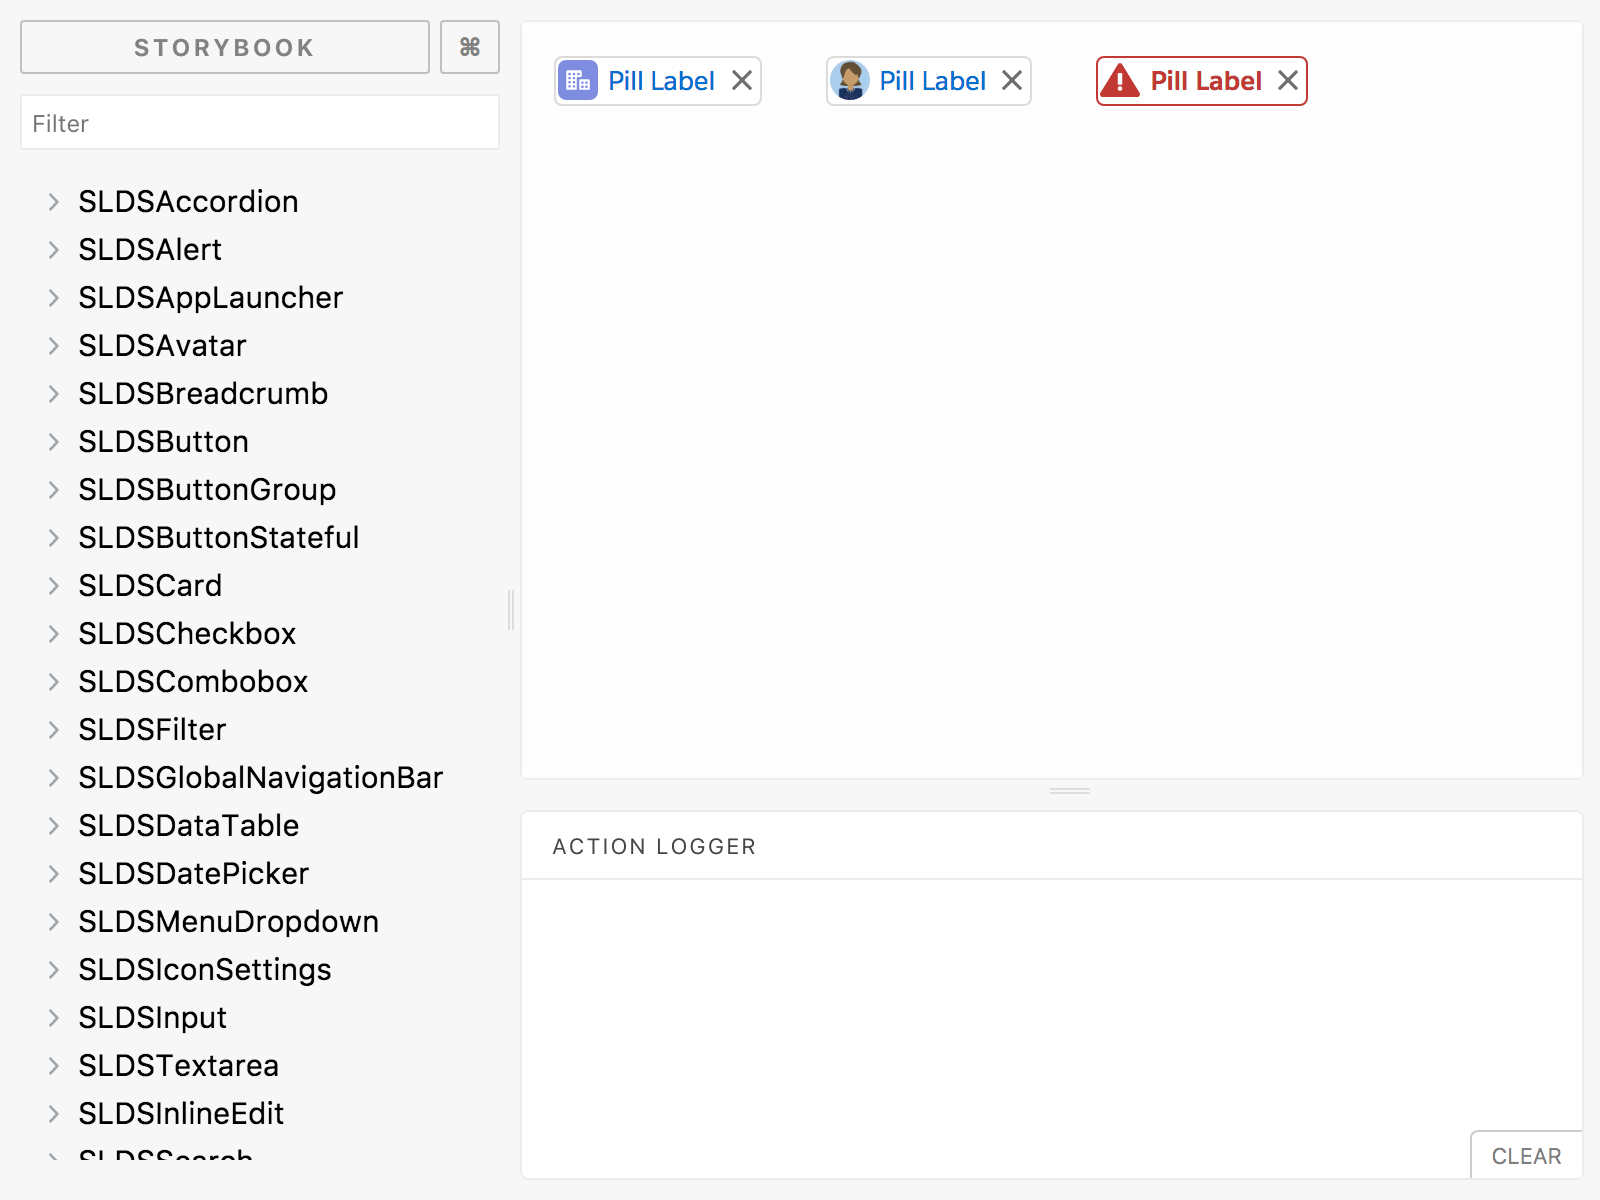 STORYBOOK
⌘
Filter
SLDSAccordion
SLDSAlert
SLDSAppLauncher
SLDSAvatar
SLDSBreadcrumb
SLDSButton
SLDSButtonGroup
SLDSButtonStateful
SLDSCard
SLDSCheckbox
SLDSCombobox
SLDSFilter
SLDSGlobalNavigationBar
SLDSDataTable
SLDSDatePicker
SLDSMenuDropdown
SLDSIconSettings
SLDSInput
SLDSTextarea
SLDSInlineEdit
SLDSSearch
Pill Label
Pill Label
Pill Label
ACTION LOGGER
CLEAR